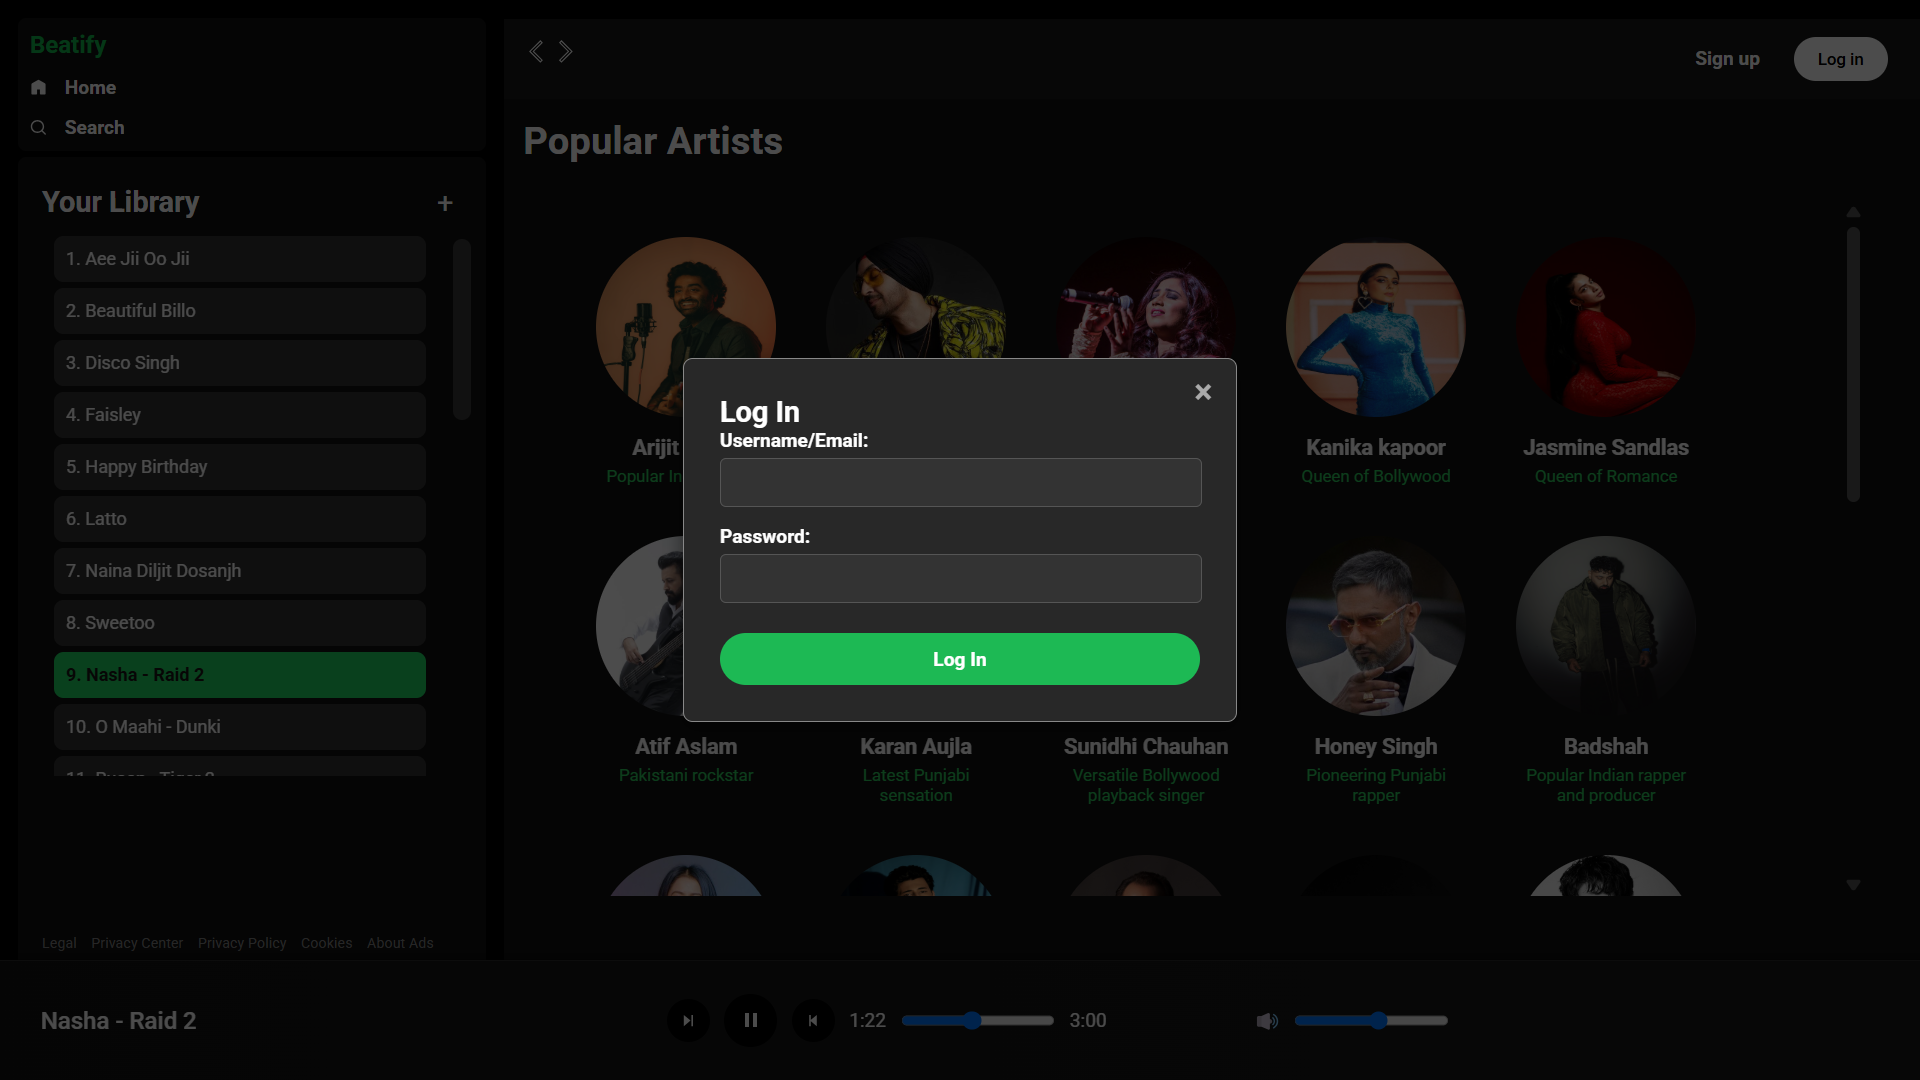 Beatify
Home
Search
Your Library
+
1. Aee Jii Oo Jii
2. Beautiful Billo
3. Disco Singh
4. Faisley
5. Happy Birthday
6. Latto
7. Naina Diljit Dosanjh
8. Sweetoo
9. Nasha - Raid 2
10. O Maahi - Dunki
Legal Privacy Center Privacy Policy Cookies About Ads
Sign up
Log in
Popular Artists
Arijit
Popular In
Kanika kapoor
Queen of Bollywood
Jasmine Sandlas
Queen of Romance
Log In
Username/Email:
Password:
Log In
Atif Aslam
Pakistani rockstar
Karan Aujla
Latest Punjabi
sensation
Sunidhi Chauhan
Versatile Bollywood
playback singer
Honey Singh
Pioneering Punjabi
rapper
Badshah
Popular Indian rapper
and producer
Nasha - Raid 2
1:22
3:00